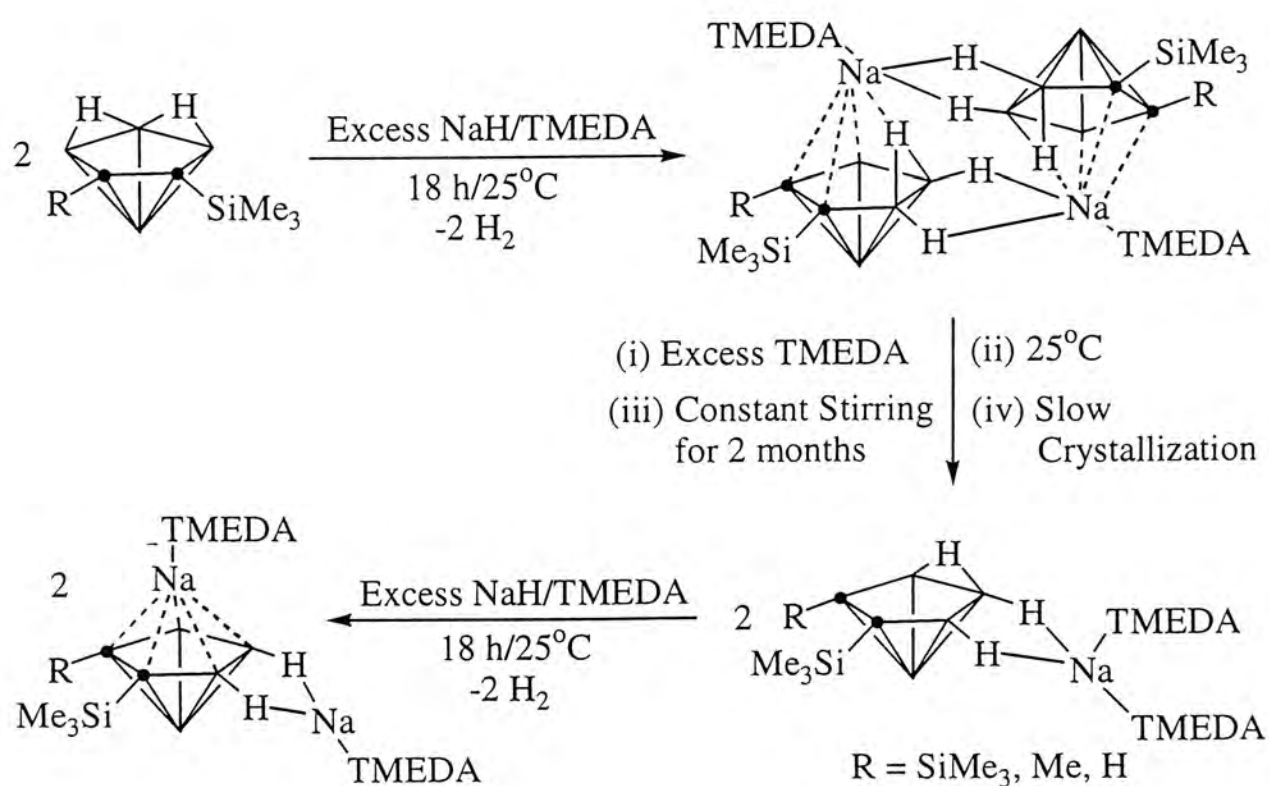 TMEDA
Na
H
SiMe₃
H
R
H
H
H
H
2
R
SiMe₃
Excess NaH/TMEDA
18 h/25°C
-2 H₂
H
R
Me₃Si
H
H
Na
TMEDA
(i) Excess TMEDA
(ii) 25°C
(iii) Constant Stirring
for 2 months
(iv) Slow
Crystallization
TMEDA
2
Na
R
Me₃Si
H
H
Na
TMEDA
Excess NaH/TMEDA
18 h/25°C
-2 H₂
2
H
R
Me₃Si
H
H
Na
TMEDA
TMEDA
R = SiMe₃, Me, H